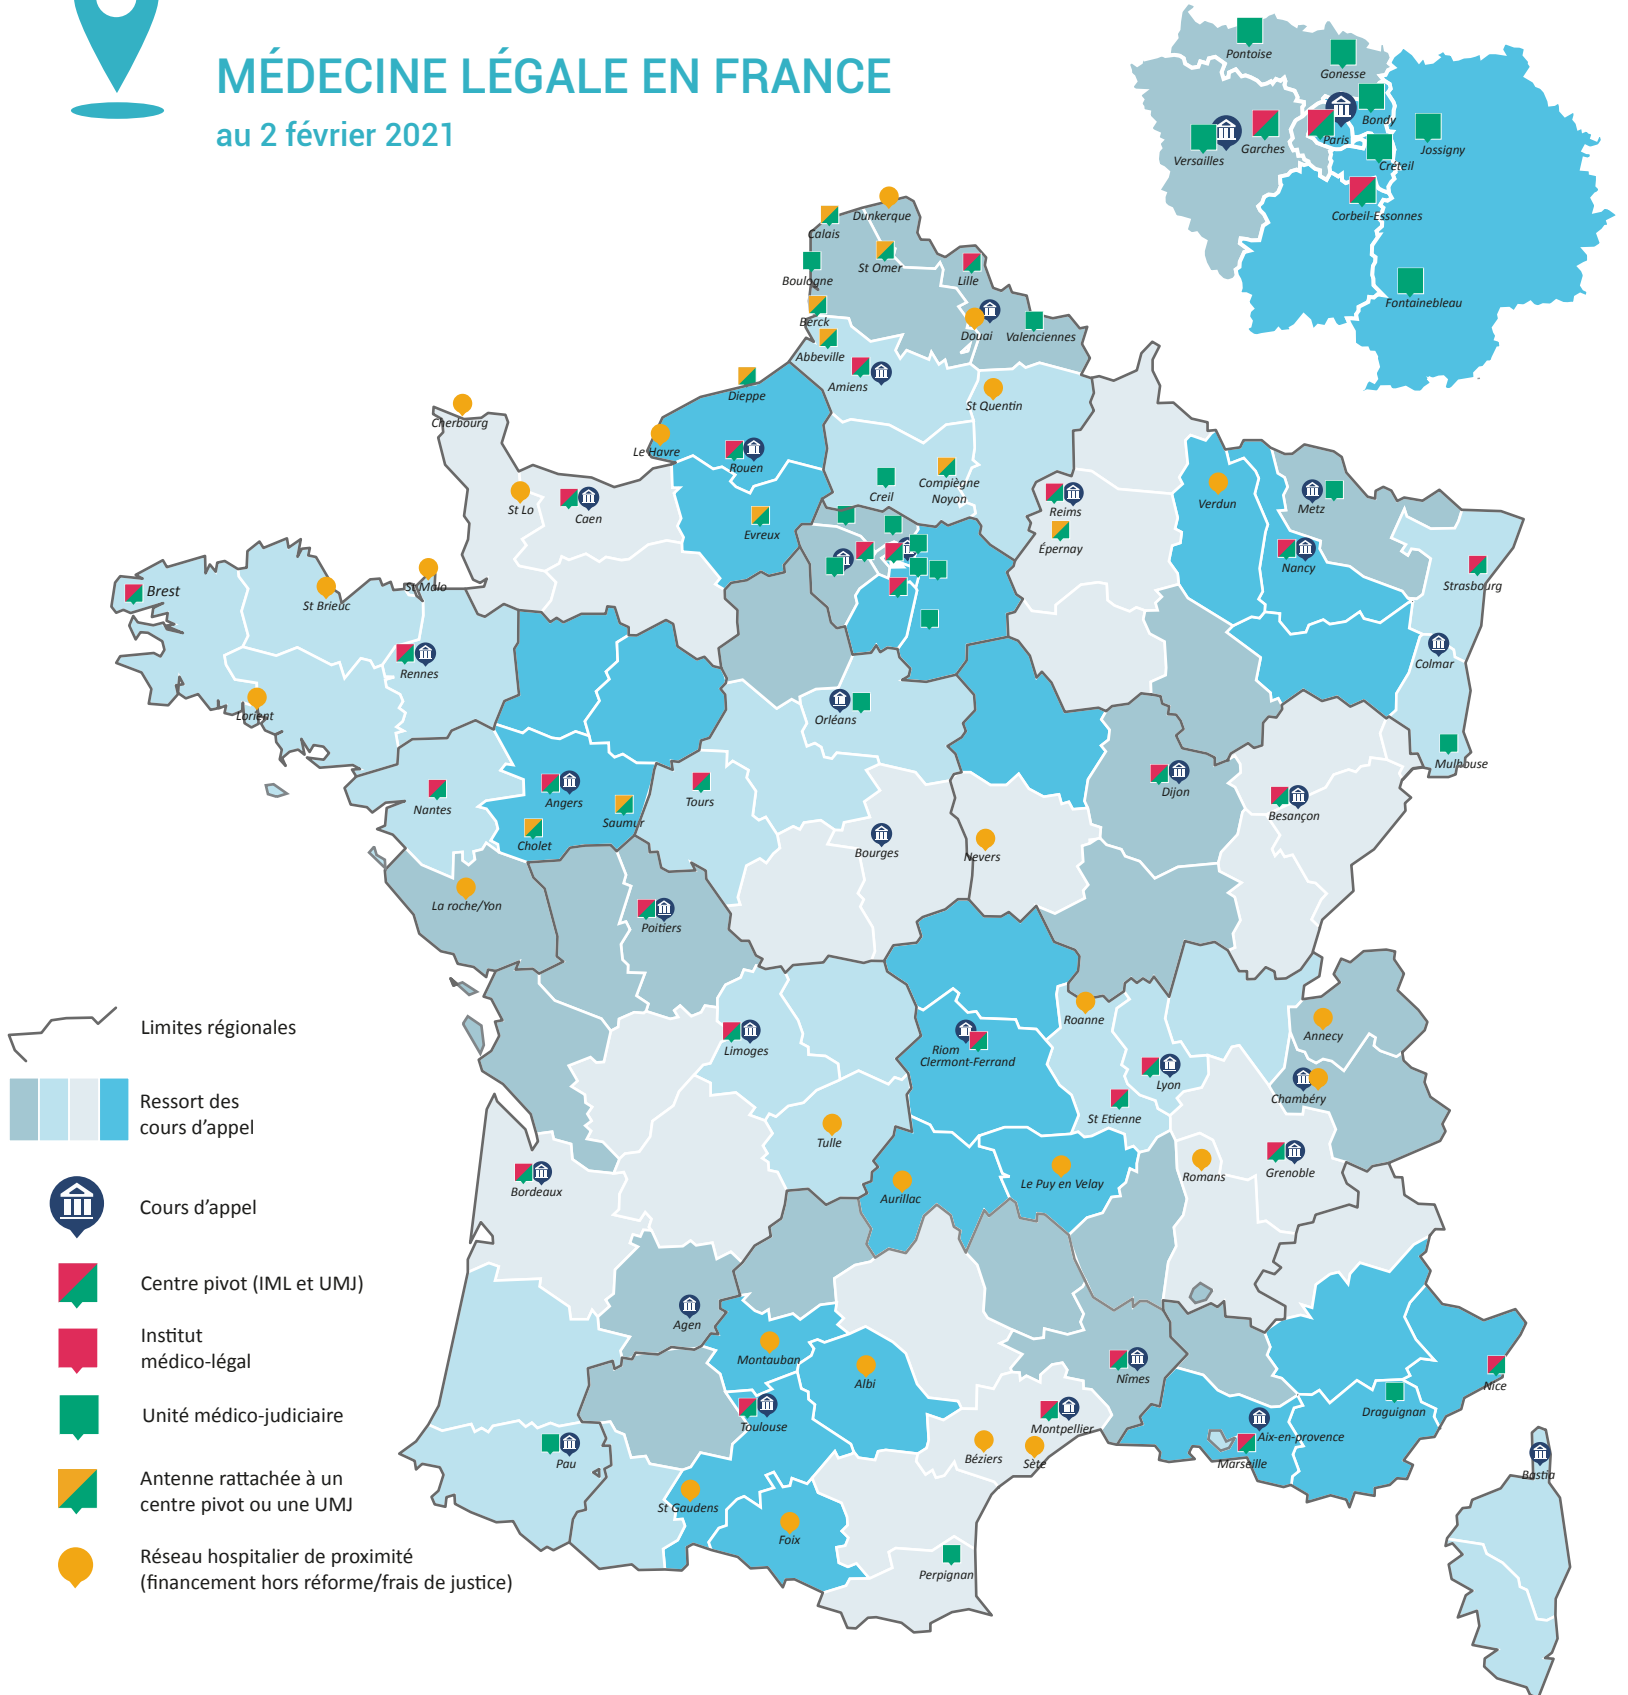 MÉDECINE LÉGALE EN FRANCE
au 2 février 2021
Pontoise
Gonesse
Bondy
Paris
Versailles
Garches
Jossigny
Créteil
Corbeil-Essonnes
Fontainebleau
Dunkerque
Calais
St Omer
Lille
Boulogne
Berck
Douai
Valenciennes
Abbeville
Amiens
Dieppe
St Quentin
Cherbourg
Le Havre
Rouen
Compiègne
Noyon
Creil
St Lo
Caen
Evreux
Reims
Épernay
Verdun
Metz
Nancy
Strasbourg
Brest
St Brieuc
St Malo
Rennes
Colmar
Lorient
Orléans
Mulhouse
Nantes
Angers
Saumur
Cholet
Tours
Dijon
Besançon
Bourges
Nevers
La roche/Yon
Poitiers
Limoges
Riom
Clermont-Ferrand
Roanne
Annecy
Lyon
Chambéry
St Etienne
Tulle
Bordeaux
Aurillac
Le Puy en Velay
Romans
Grenoble
Agen
Montauban
Albi
Nîmes
Nice
Toulouse
Montpellier
Draguignan
Aix-en-provence
Marseille
Béziers
Sète
Pau
St Gaudens
Foix
Perpignan
Bastia
Limites régionales
Ressort des
cours d’appel
Cours d’appel
Centre pivot (IML et UMJ)
Institut
médico-légal
Unité médico-judiciaire
Antenne rattachée à un
centre pivot ou une UMJ
Réseau hospitalier de proximité
(financement hors réforme/frais de justice)